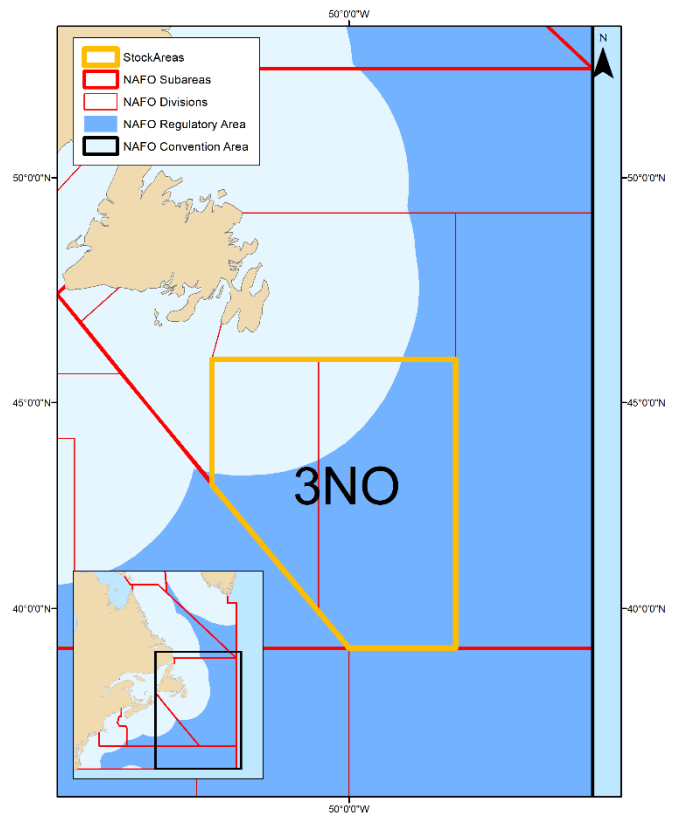 50°0'0"W
StockAreas
NAFO Subareas
NAFO Divisions
NAFO Regulatory Area
NAFO Convention Area
N
50°0'0"N
50°0'0"N
45°0'0"N
45°0'0"N
3NO
40°0'0"N
40°0'0"N
50°0'0"W